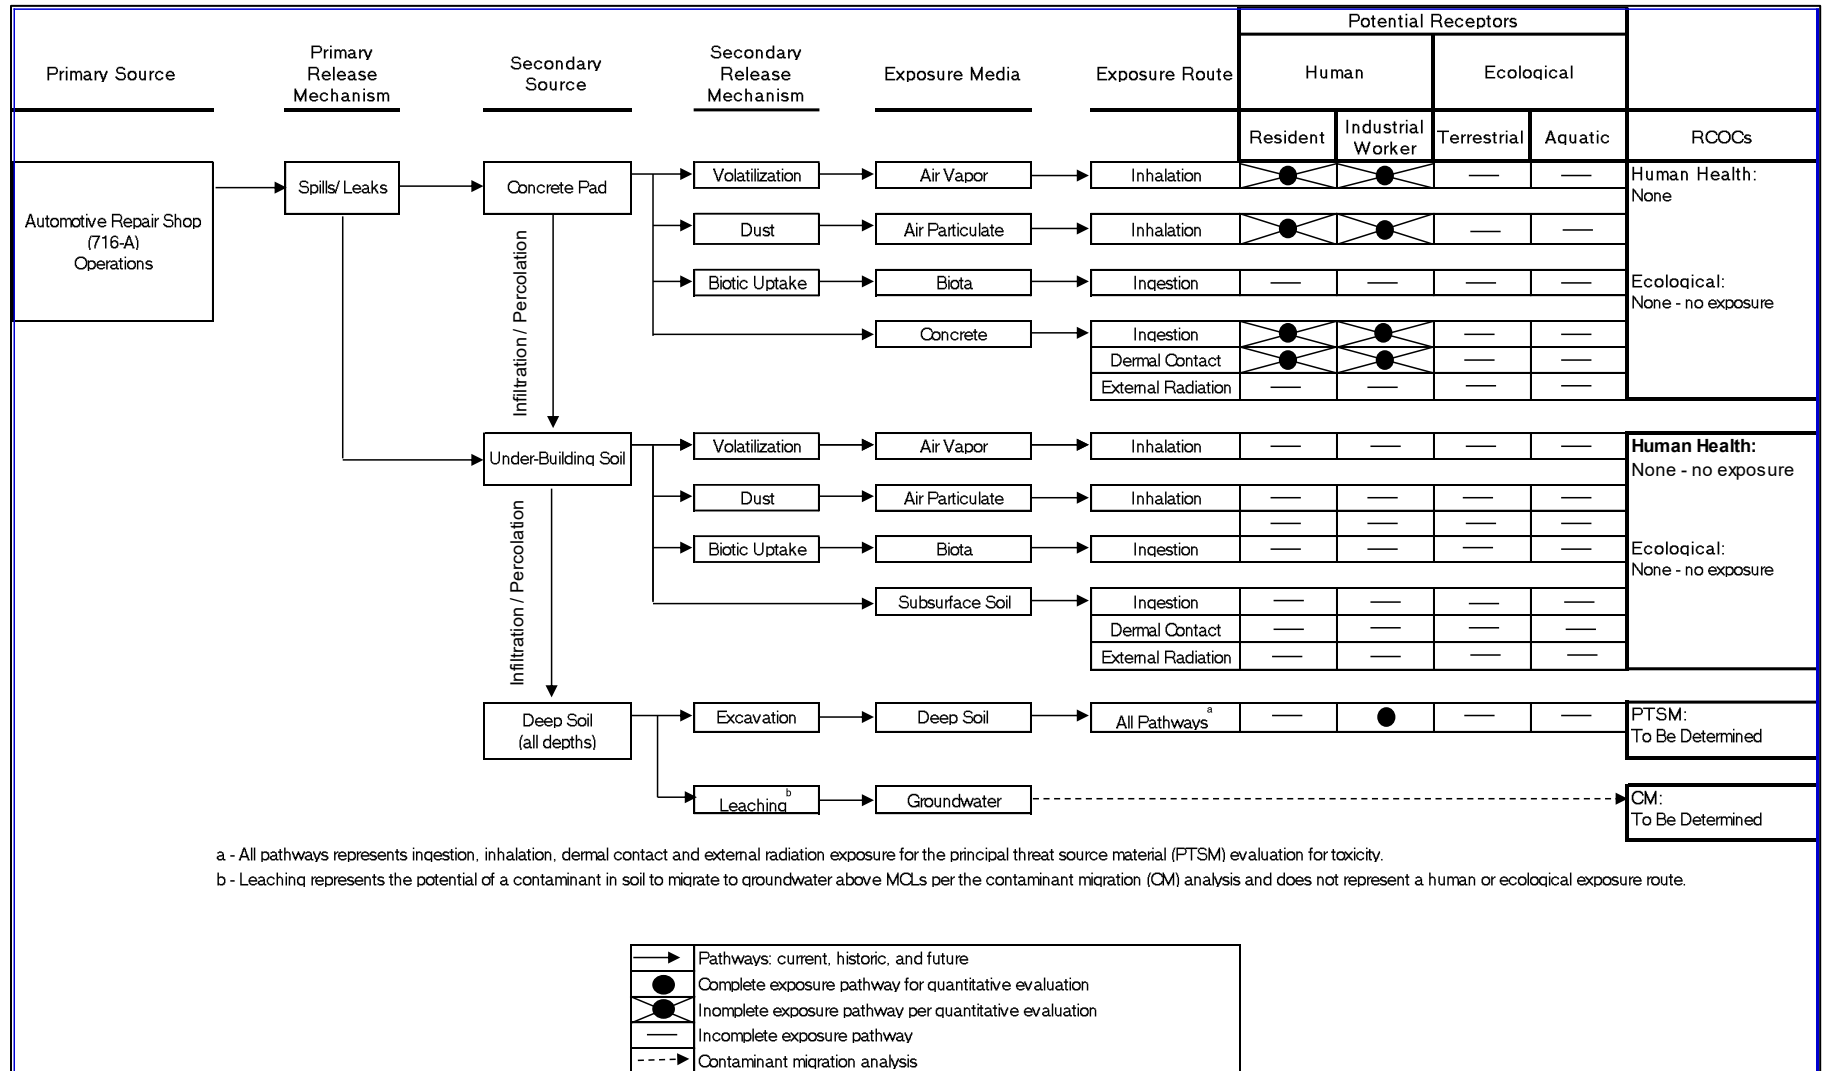 Potential Receptors
Primary Source
Primary
Release
Mechanism
Secondary
Source
Secondary
Release
Mechanism
Exposure Media
Exposure Route
Human
Ecological
Resident
Industrial
Worker
Terrestrial
Aquatic
RCOCs
Automotive Repair Shop
(716-A)
Operations
Spills/ Leaks
Concrete Pad
Volatilization
Air Vapor
Inhalation
— — 
Human Health:
None
Dust
Air Particulate
Inhalation
— —
Infiltration / Percolation
Biotic Uptake
Biota
Ingestion
— — — —
Ecological:
None - no exposure
Concrete
Ingestion
— —
Dermal Contact
— —
External Radiation
— — — —
Under-Building Soil
Volatilization
Air Vapor
Inhalation
— — — —
Human Health:
None - no exposure
Dust
Air Particulate
Inhalation
— — — —
— — — —
Infiltration / Percolation
Biotic Uptake
Biota
Ingestion
— — — —
Ecological:
None - no exposure
Subsurface Soil
Ingestion
— — — —
Dermal Contact
— — — —
External Radiation
— — — —
Deep Soil
(all depths)
Excavation
Deep Soil
All Pathways a
— — —
PTSM:
To Be Determined
Leaching b
Groundwater
CM:
To Be Determined
a - All pathways represents ingestion, inhalation, dermal contact and external radiation exposure for the principal threat source material (PTSM) evaluation for toxicity.
b - Leaching represents the potential of a contaminant in soil to migrate to groundwater above MCLs per the contaminant migration (CM) analysis and does not represent a human or ecological exposure route.
Pathways: current, historic, and future
Complete exposure pathway for quantitative evaluation
Inomplete exposure pathway per quantitative evaluation
— Incomplete exposure pathway
Contaminant migration analysis